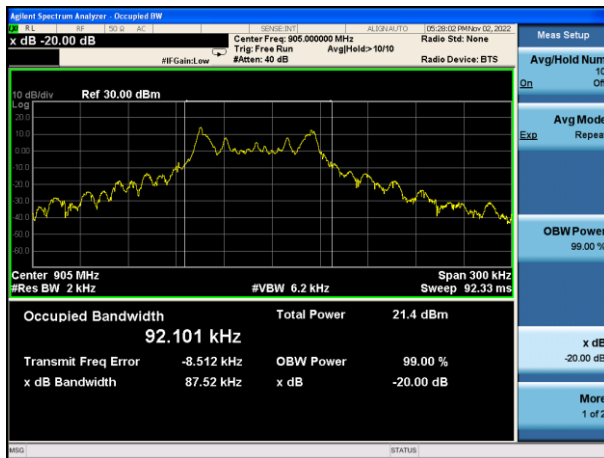 Agilent Spectrum Analyzer - Occupied BW
RL RF 50 Ω AC SENSE:INT ALIGNAUTO 05:28:02 PMNov 02, 2022
x dB -20.00 dB
Center Freq: 905.000000 MHz
Radio Std: None
Trig: Free Run Avg|Hold:>10/10
#IFGain:Low #Atten: 40 dB Radio Device: BTS
10 dB/div Ref 30.00 dBm
Log
20.0
10.0
0.00
-10.0
-20.0
-30.0
-40.0
-50.0
-60.0
Center 905 MHz Span 300 kHz
#Res BW 2 kHz #VBW 6.2 kHz Sweep 92.33 ms
Occupied Bandwidth Total Power 21.4 dBm
92.101 kHz
Transmit Freq Error -8.512 kHz OBW Power 99.00 %
x dB Bandwidth 87.52 kHz x dB -20.00 dB
MSG STATUS
Meas Setup
Avg/Hold Num
10
On Of
Avg Mode
Exp Repea
OBW Power
99.00 %
x dB
-20.00 dB
More
1 of 2